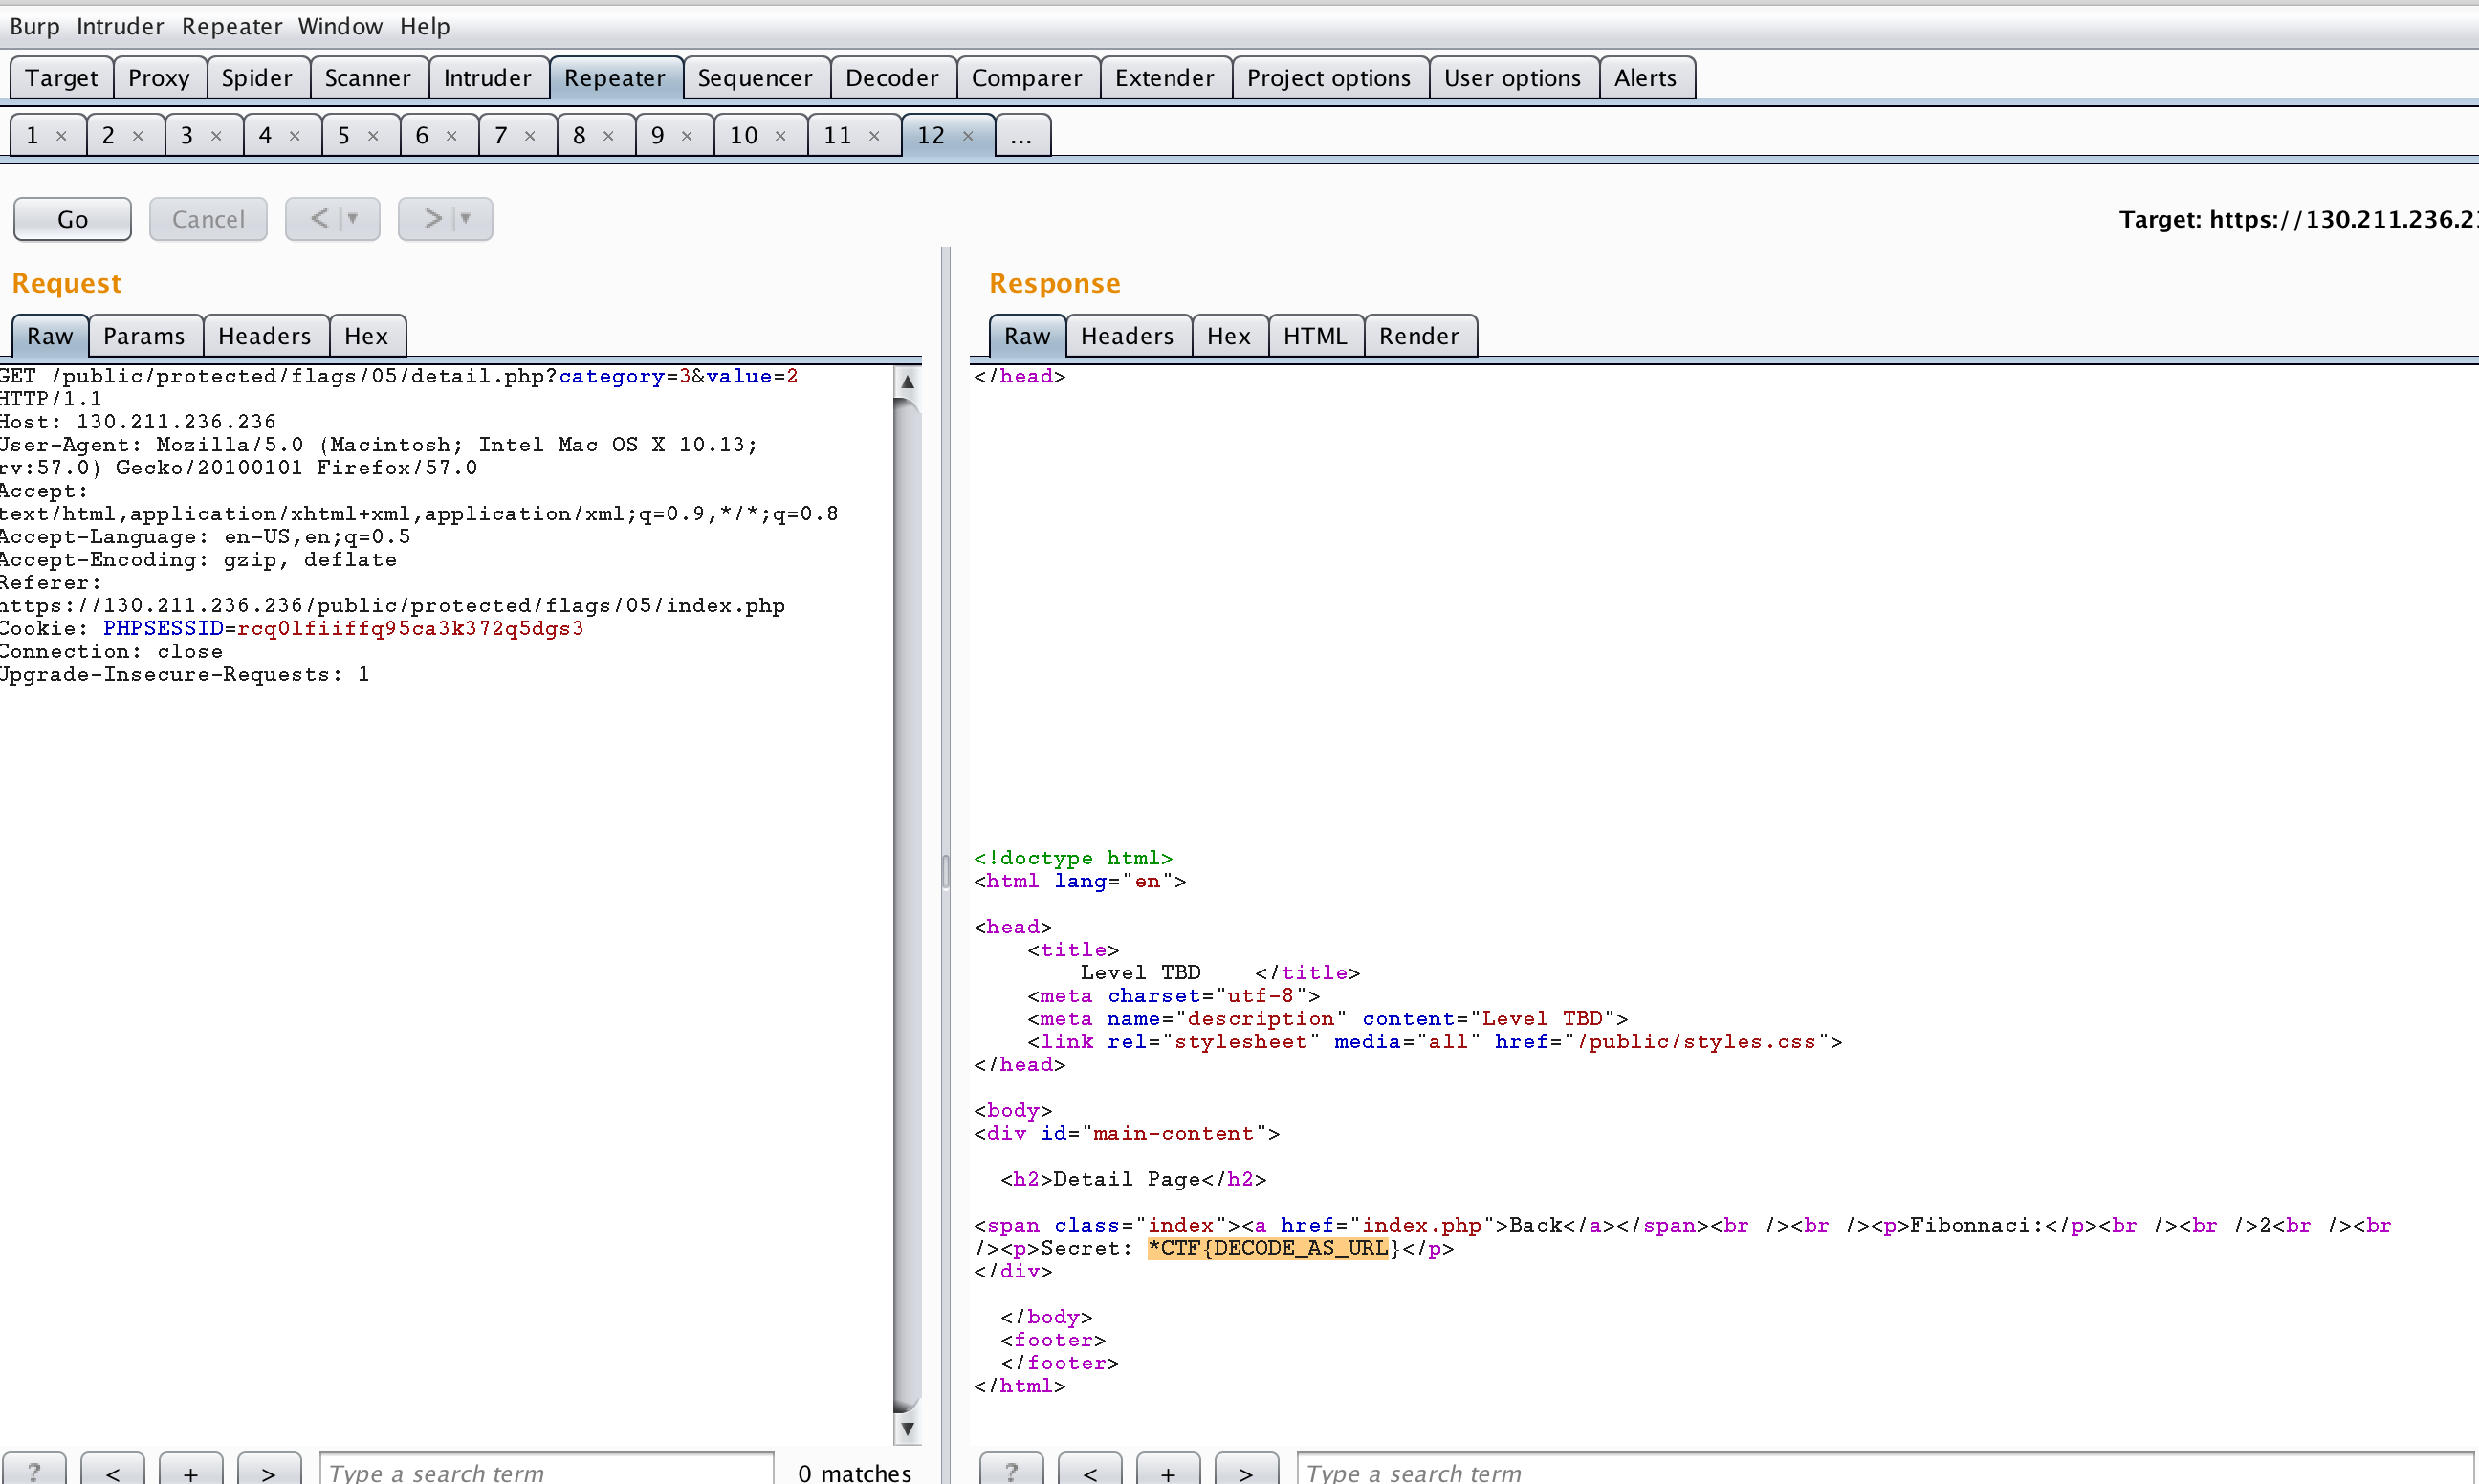 Burp Intruder Repeater Window Help
Target Proxy Spider Scanner Intruder Repeater Sequencer Decoder Comparer Extender Project options User options Alerts
1 × 2 × 3 × 4 × 5 × 6 × 7 × 8 × 9 × 10 × 11 × 12 × ...
Go Cancel < > Target: https://130.211.236.2
Request
Raw Params Headers Hex
GET /public/protected/flags/05/detail.php?category=3&value=2
HTTP/1.1
Host: 130.211.236.236
User-Agent: Mozilla/5.0 (Macintosh; Intel Mac OS X 10.13;
rv:57.0) Gecko/20100101 Firefox/57.0
Accept:
text/html,application/xhtml+xml,application/xml;q=0.9,*/*;q=0.8
Accept-Language: en-US,en;q=0.5
Accept-Encoding: gzip, deflate
Referer:
https://130.211.236.236/public/protected/flags/05/index.php
Cookie: PHPSESSID=rcq0lfiiffq95ca3k372q5dgs3
Connection: close
Upgrade-Insecure-Requests: 1
? < + > Type a search term 0 matches
Response
Raw Headers Hex HTML Render
</head>
<!doctype html>
<html lang="en">
<head>
<title>
Level TBD    </title>
<meta charset="utf-8">
<meta name="description" content="Level TBD">
<link rel="stylesheet" media="all" href="/public/styles.css">
</head>
<body>
<div id="main-content">
<h2>Detail Page</h2>
<span class="index"><a href="index.php">Back</a></span><br /><br /><p>Fibonnaci:</p><br /><br />2<br /><br
/><p>Secret: *CTF{DECODE_AS_URL}</p>
</div>
</body>
<footer>
</footer>
</html>
? < + > Type a search term